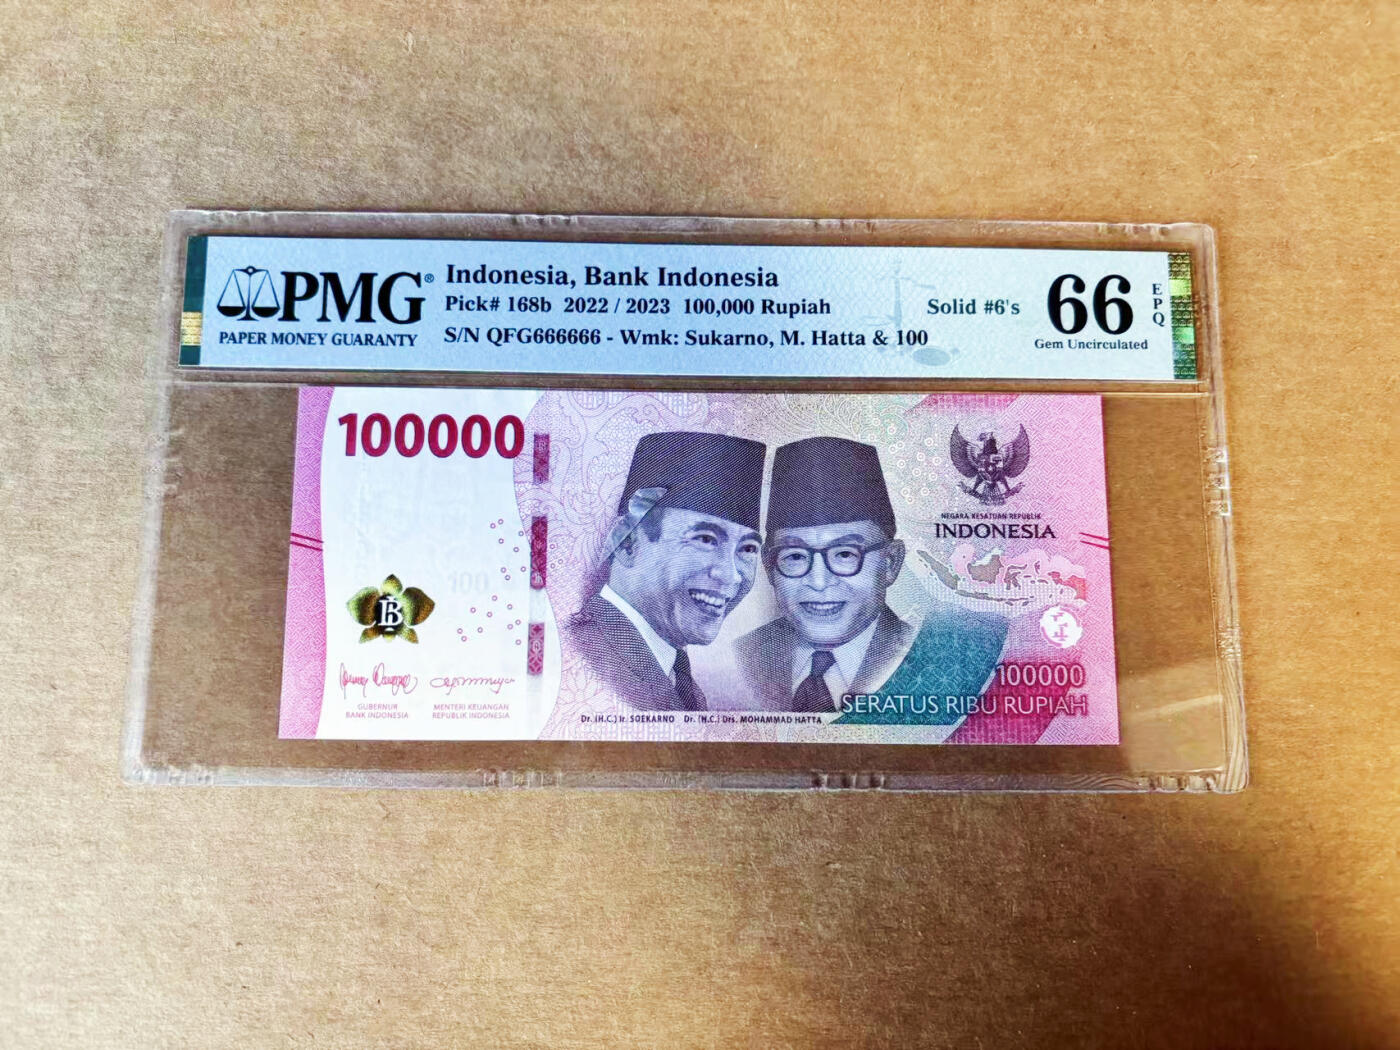 PMG®
PAPER MONEY GUARANTY
Indonesia, Bank Indonesia
Pick# 168b 2022 / 2023 100,000 Rupiah
S/N QFG666666 - Wmk: Sukarno, M. Hatta & 100
Solid #6's
66
EPQ
Gem Uncirculated
100000
NEGARA KESATUAN REPUBLIK
INDONESIA
100
BI
GUBERNUR
BANK INDONESIA
MENTERI KEUANGAN
REPUBLIK INDONESIA
Dr. (H.C.) Ir. SOEKARNO Dr. (H.C.) Drs. MOHAMMAD HATTA
100000
SERATUS RIBU RUPIAH